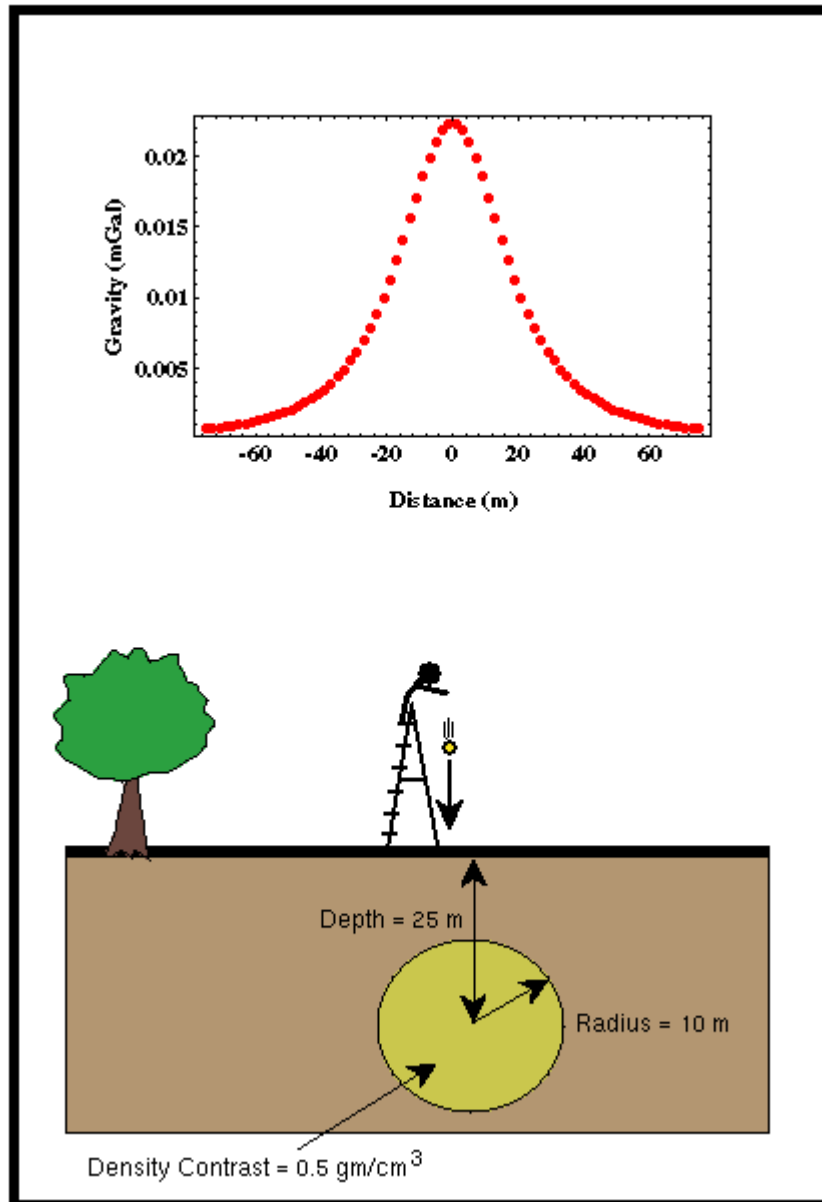 0.02
0.015
0.01
0.005
Gravity (mGal)
-60 -40 -20 0 20 40 60
Distance (m)
Depth = 25 m
Radius = 10 m
Density Contrast = 0.5 gm/cm³